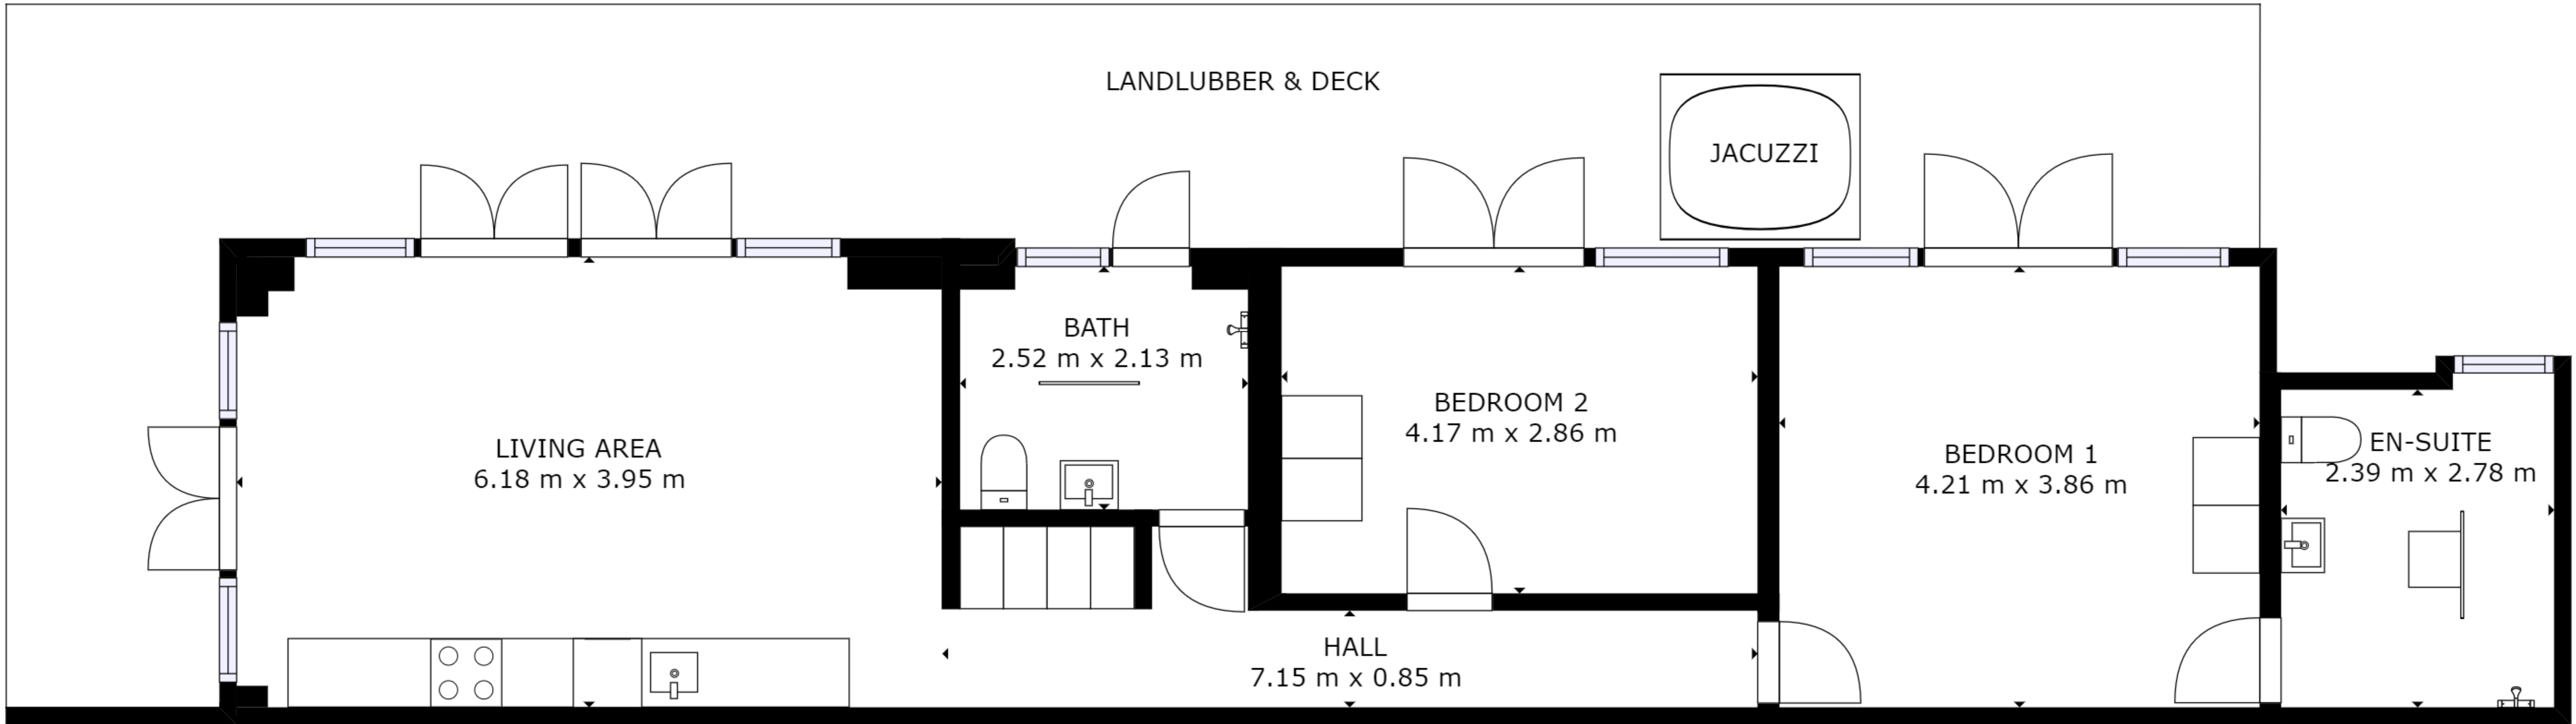 LANDLUBBER & DECK
JACUZZI
LIVING AREA
6.18 m x 3.95 m
BATH
2.52 m x 2.13 m
BEDROOM 2
4.17 m x 2.86 m
BEDROOM 1
4.21 m x 3.86 m
EN-SUITE
2.39 m x 2.78 m
HALL
7.15 m x 0.85 m